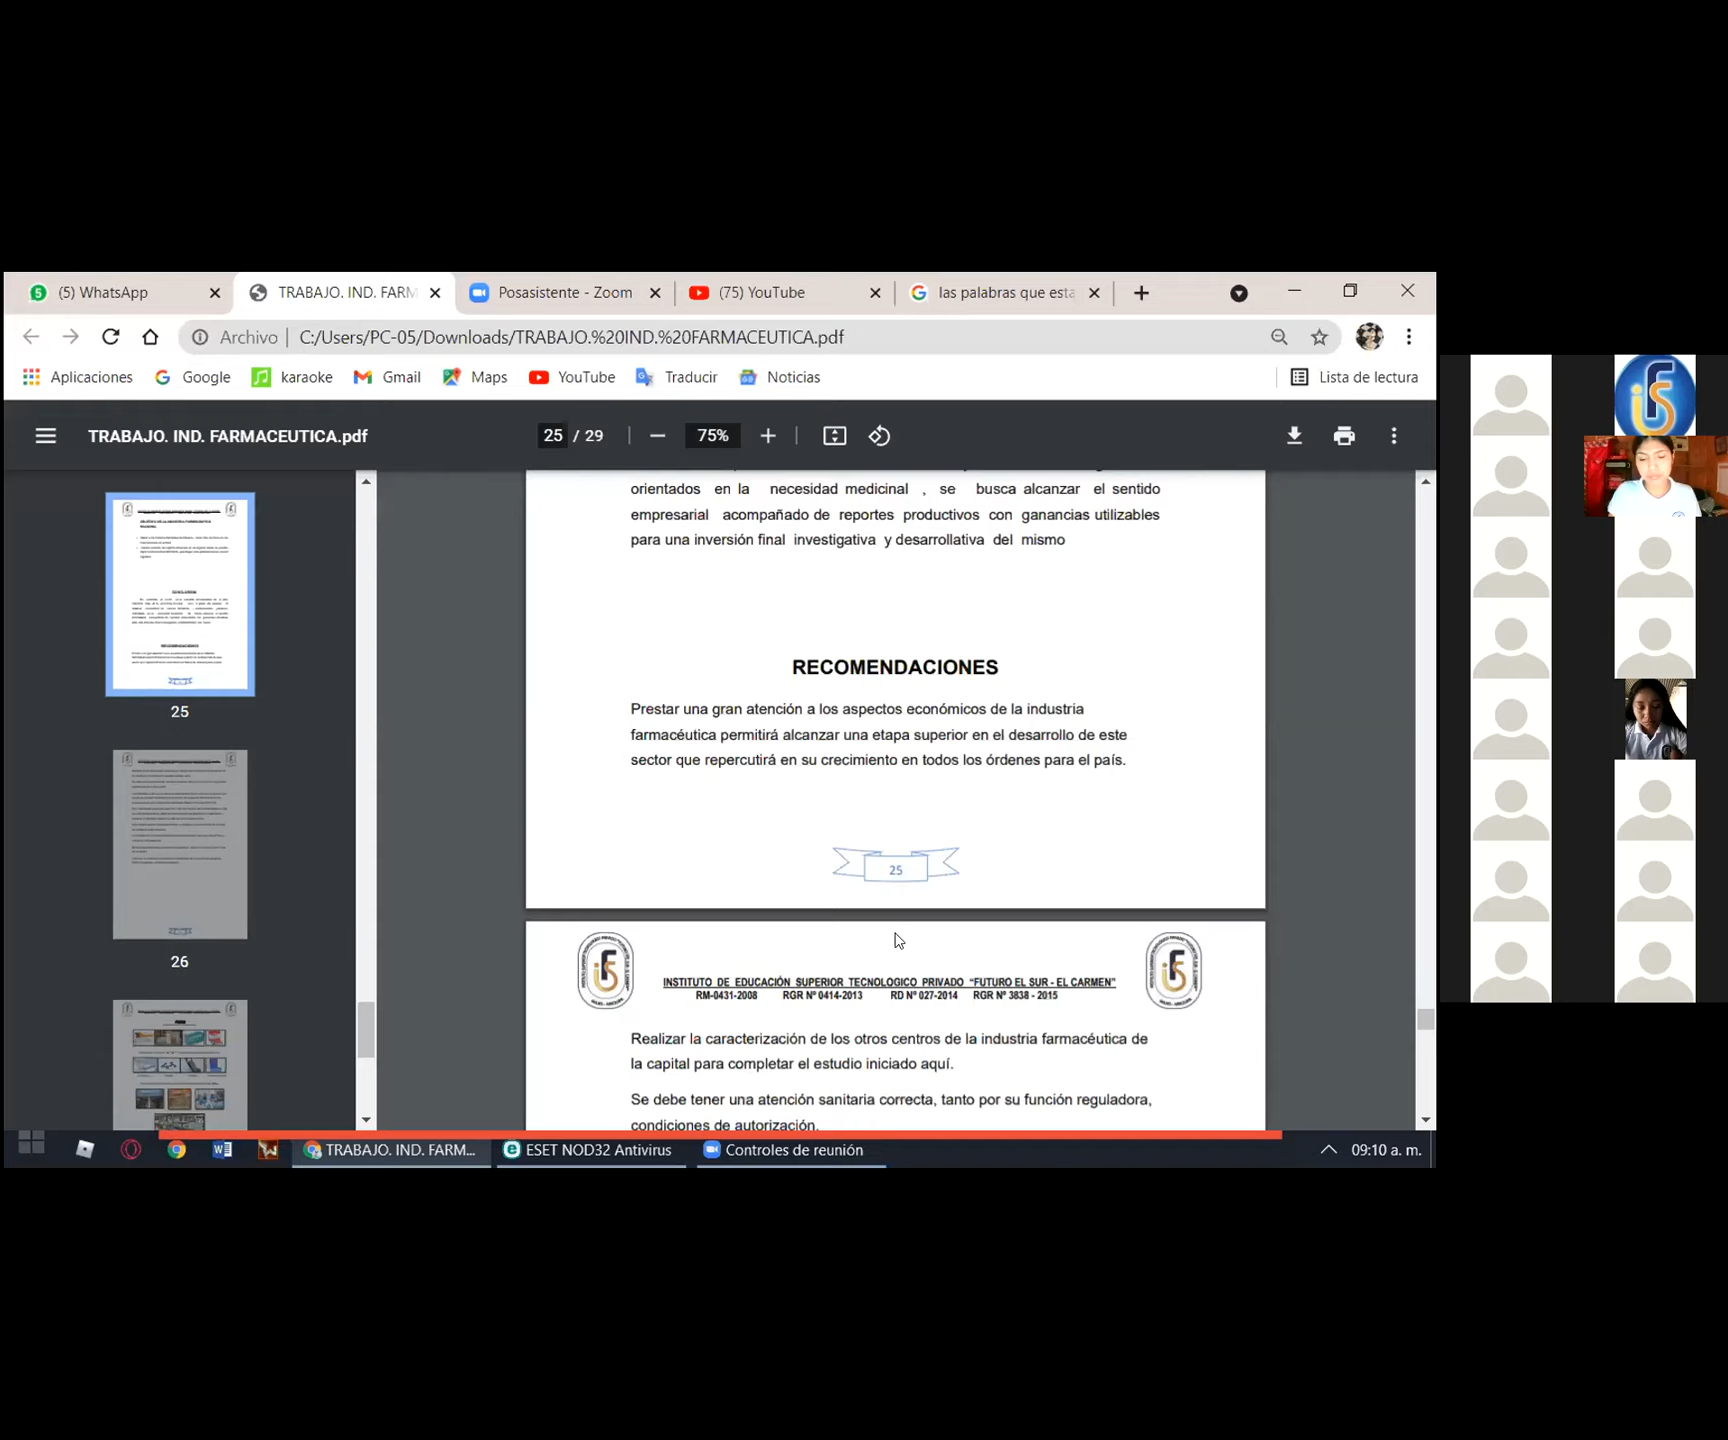 (5) WhatsApp
TRABAJO. IND. FARM
Posasistente - Zoom
(75) YouTube
las palabras que esta
Archivo
C:/Users/PC-05/Downloads/TRABAJO.%20IND.%20FARMACEUTICA.pdf
Aplicaciones
Google
karaoke
Gmail
Maps
YouTube
Traducir
Noticias
Lista de lectura
TRABAJO. IND. FARMACEUTICA.pdf
25 / 29
75%
25
26
orientados en la necesidad medicinal , se busca alcanzar el sentido
empresarial acompañado de reportes productivos con ganancias utilizables
para una inversión final investigativa y desarrollativa del mismo
RECOMENDACIONES
Prestar una gran atención a los aspectos económicos de la industria
farmacéutica permitirá alcanzar una etapa superior en el desarrollo de este
sector que repercutirá en su crecimiento en todos los órdenes para el país.
25
INSTITUTO DE EDUCACIÓN SUPERIOR TECNOLOGICO PRIVADO “FUTURO EL SUR - EL CARMEN”
RM-0431-2008 RGR Nº 0414-2013 RD Nº 027-2014 RGR Nº 3838 - 2015
Realizar la caracterización de los otros centros de la industria farmacéutica de
la capital para completar el estudio iniciado aquí.
Se debe tener una atención sanitaria correcta, tanto por su función reguladora,
condiciones de autorización.
TRABAJO. IND. FARM...
ESET NOD32 Antivirus
Controles de reunión
09:10 a. m.